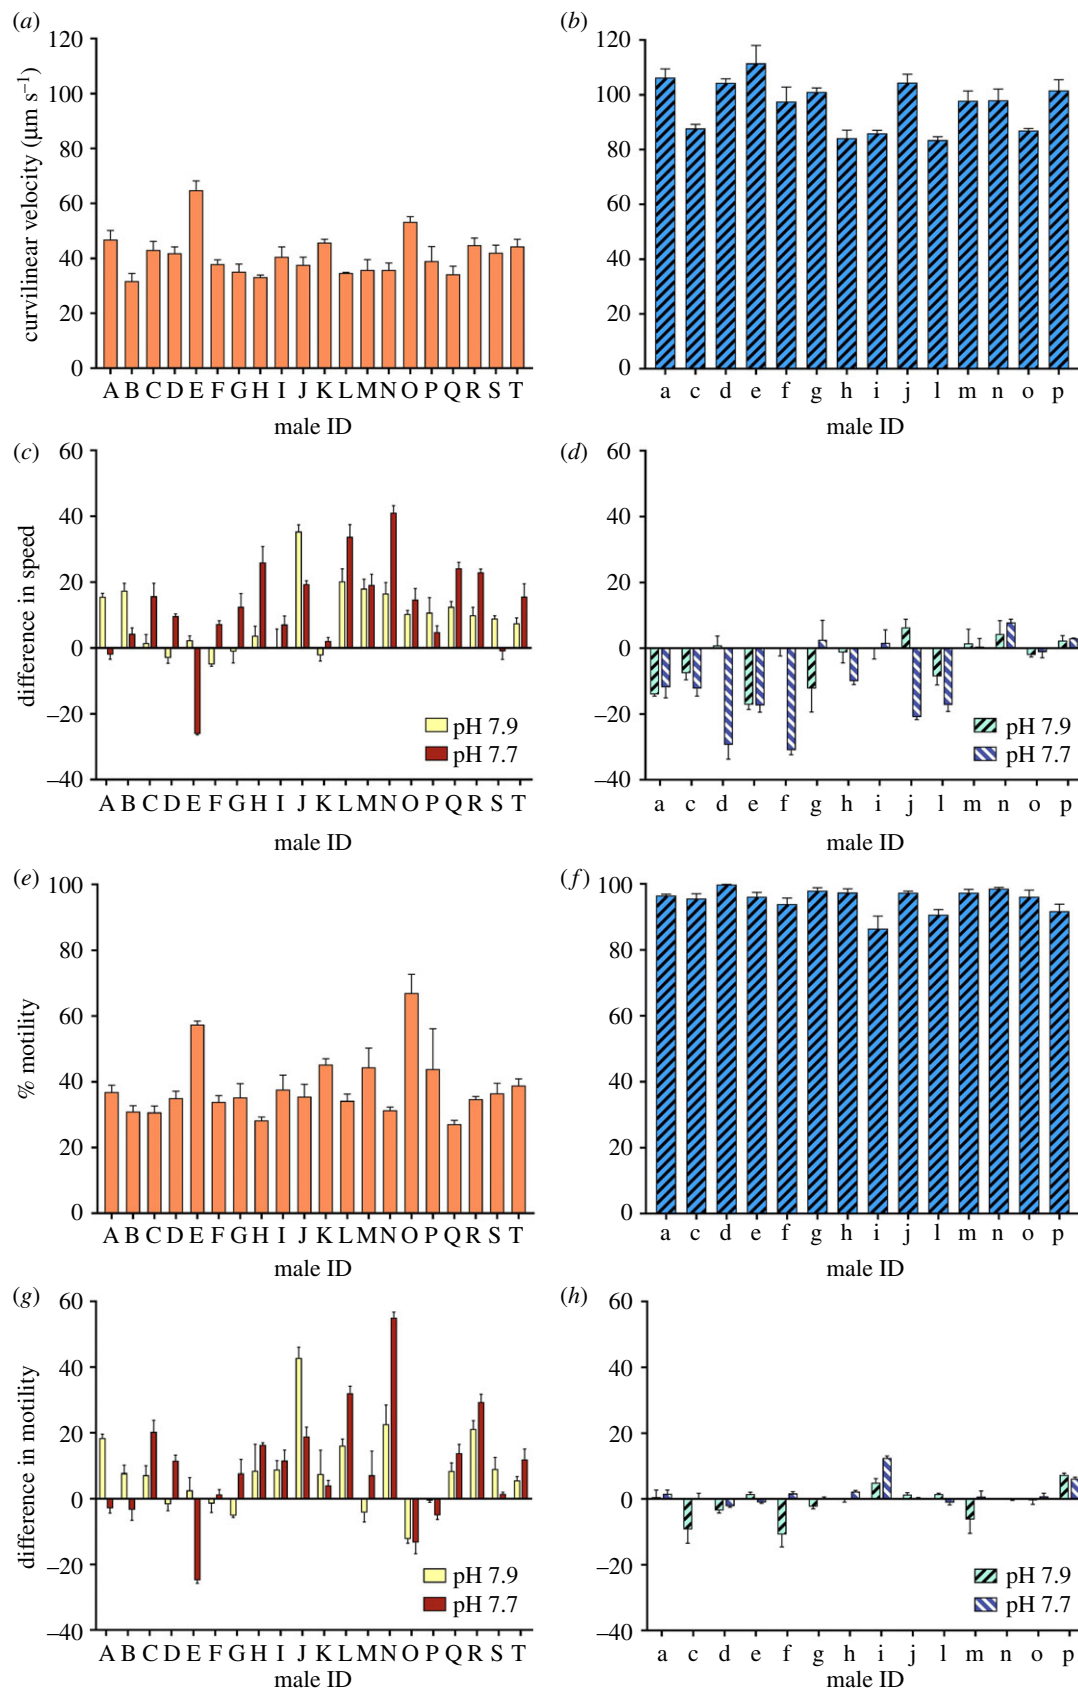 (a)
120
100
80
60
40
20
0
curvilinear velocity (μm s⁻¹)
A B C D E F G H I J K L M N O P Q R S T
male ID
(b)
120
100
80
60
40
20
0
a c d e f g h i j l m n o p
male ID
(c)
60
40
20
0
–20
–40
difference in speed
pH 7.9
pH 7.7
A B C D E F G H I J K L M N O P Q R S T
male ID
(d)
60
40
20
0
–20
–40
pH 7.9
pH 7.7
a c d e f g h i j l m n o p
male ID
(e)
100
80
60
40
20
0
% motility
A B C D E F G H I J K L M N O P Q R S T
male ID
(f)
100
80
60
40
20
0
a c d e f g h i j l m n o p
male ID
(g)
60
40
20
0
–20
–40
difference in motility
pH 7.9
pH 7.7
A B C D E F G H I J K L M N O P Q R S T
male ID
(h)
60
40
20
0
–20
–40
pH 7.9
pH 7.7
a c d e f g h i j l m n o p
male ID